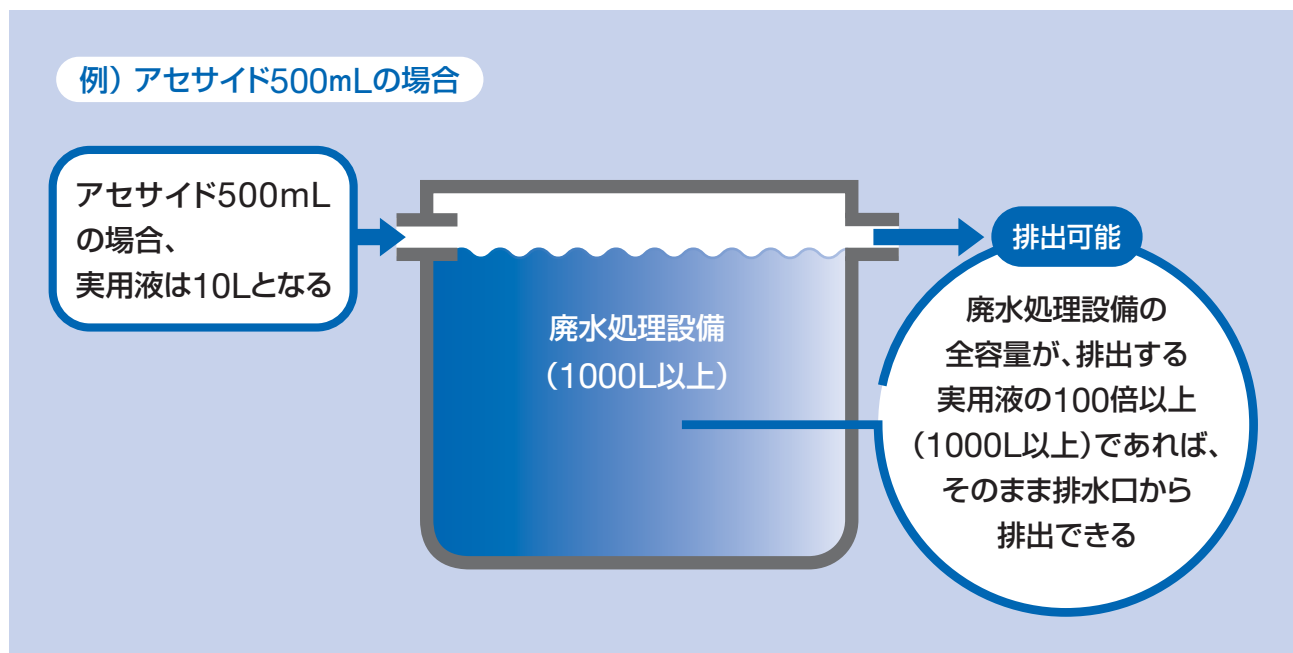 例）アセサイド500mLの場合
アセサイド500mL
の場合、
実用液は10Lとなる
廃水処理設備
（1000L以上）
排出可能
廃水処理設備の
全容量が、排出する
実用液の100倍以上
（1000L以上）であれば、
そのまま排水口から
排出できる